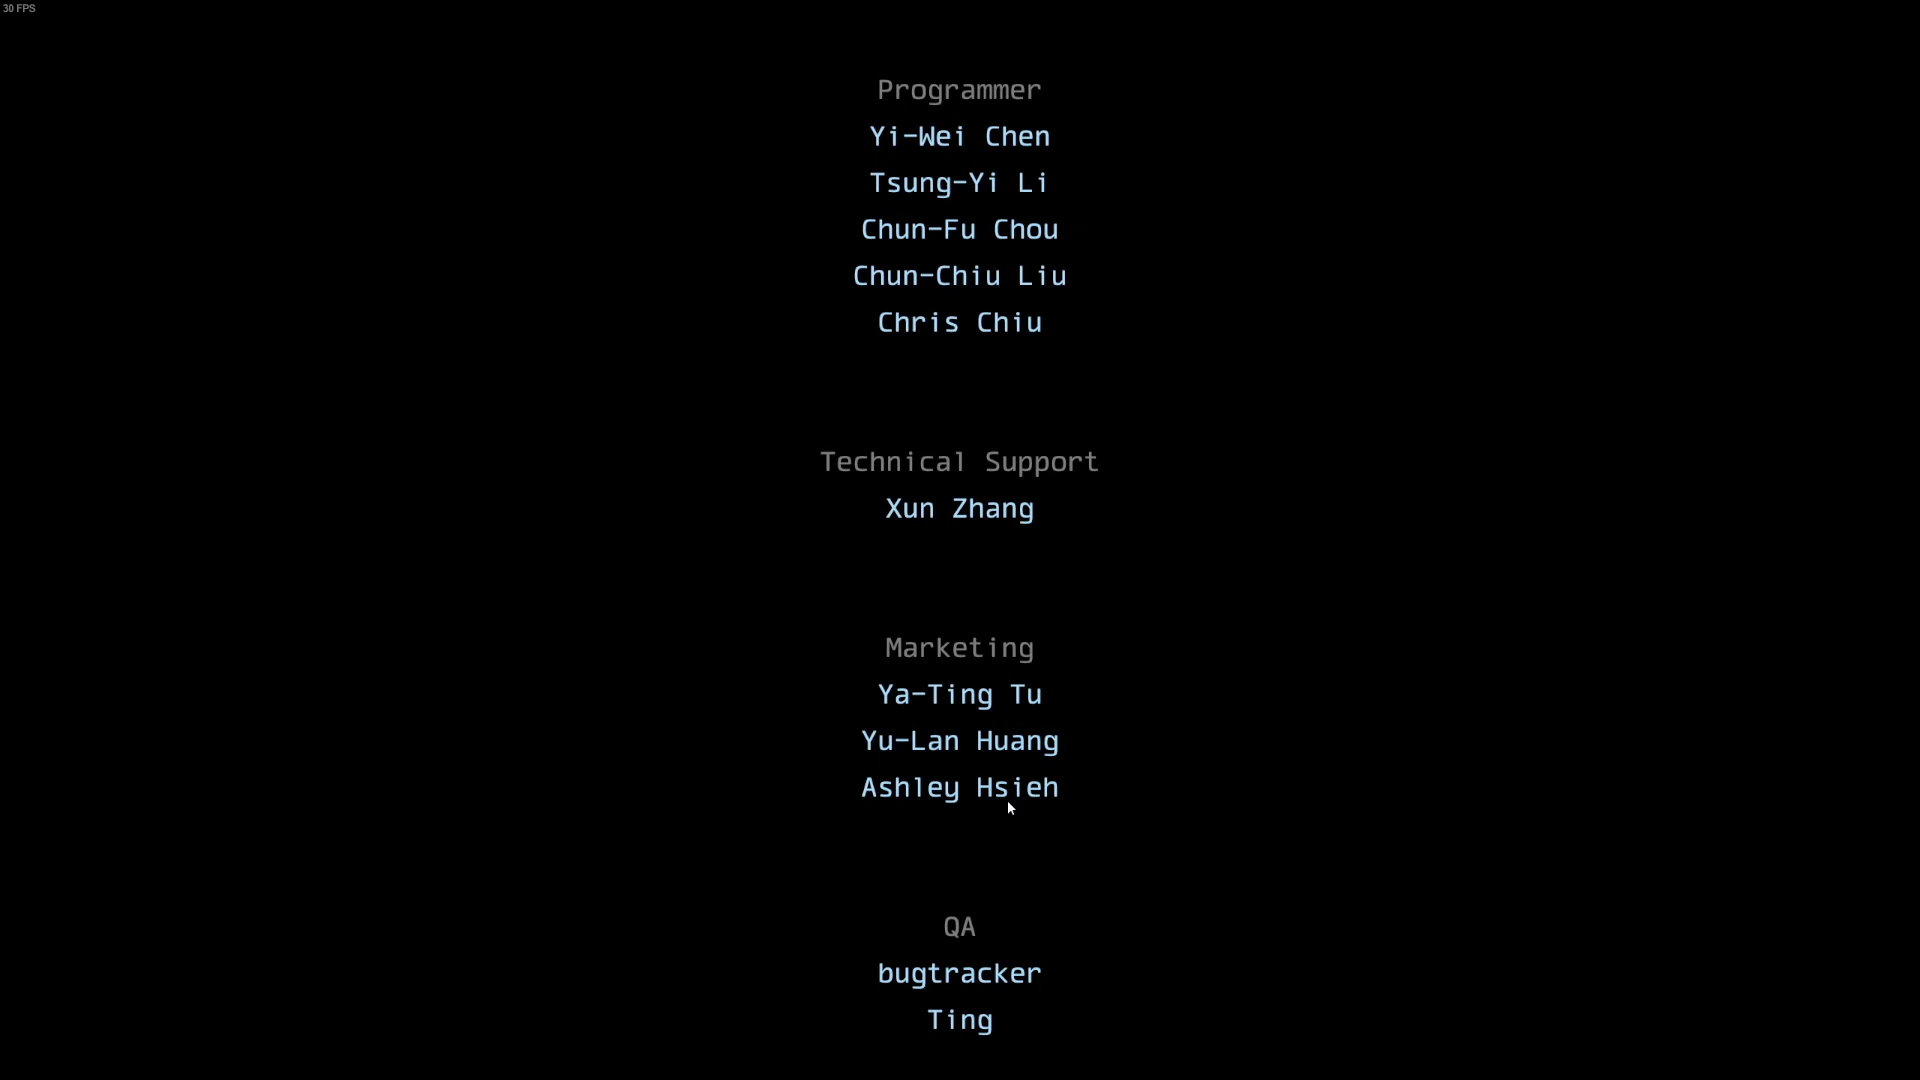 30 FPS
Programmer
Yi-Wei Chen
Tsung-Yi Li
Chun-Fu Chou
Chun-Chiu Liu
Chris Chiu
Technical Support
Xun Zhang
Marketing
Ya-Ting Tu
Yu-Lan Huang
Ashley Hsieh
QA
bugtracker
Ting